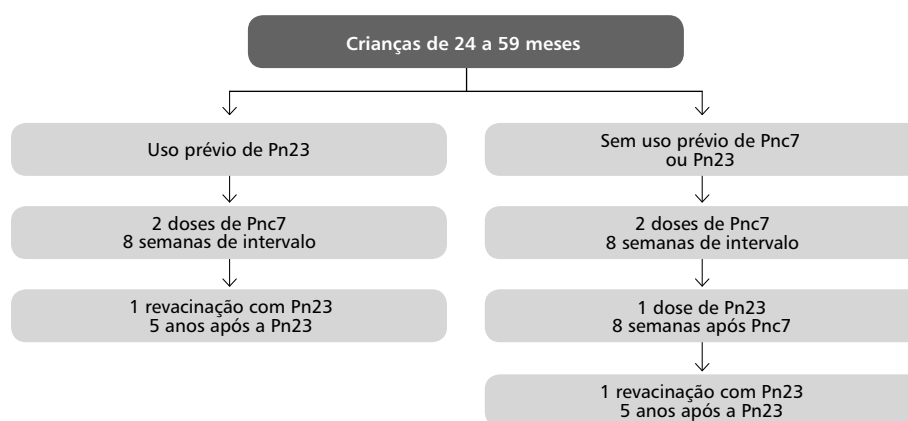 Crianças de 24 a 59 meses
Uso prévio de Pn23
2 doses de Pnc7
8 semanas de intervalo
1 revacinação com Pn23
5 anos após a Pn23
Sem uso prévio de Pnc7
ou Pn23
2 doses de Pnc7
8 semanas de intervalo
1 dose de Pn23
8 semanas após Pnc7
1 revacinação com Pn23
5 anos após a Pn23